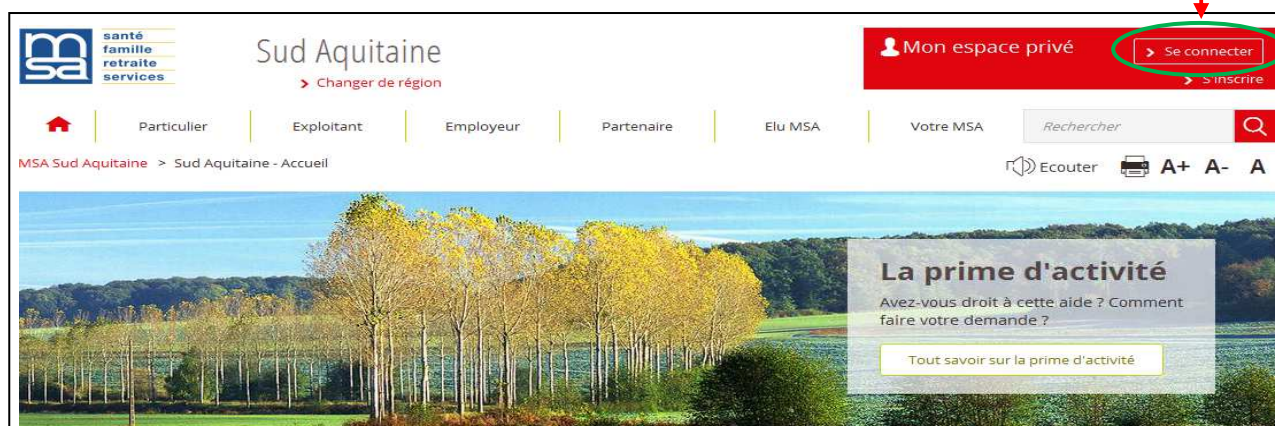 msa
santé
famille
retraite
services
Sud Aquitaine
> Changer de région
Mon espace privé
> Se connecter
> S'inscrire
Particulier
Exploitant
Employeur
Partenaire
Elu MSA
Votre MSA
Rechercher
MSA Sud Aquitaine > Sud Aquitaine - Accueil
Ecouter
A+ A- A
La prime d'activité
Avez-vous droit à cette aide ? Comment
faire votre demande ?
Tout savoir sur la prime d'activité